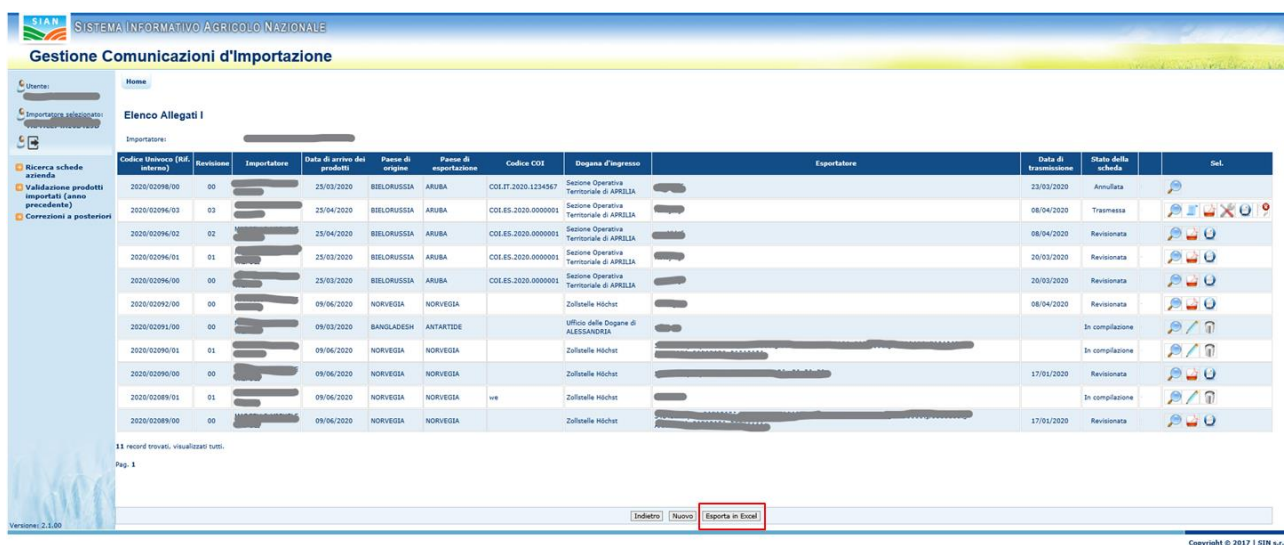 SIAN
SISTEMA INFORMATIVO AGRICOLO NAZIONALE
Gestione Comunicazioni d'Importazione
Utente:
Importatore selezionato:
Ricerca schede
azienda
Validazione prodotti
importati (anno
precedente)
Correzioni a posteriori
Versione: 2.1.00
Home
Elenco Allegati I
Importatore:
Codice Univoco (Rif. interno) Revisione Importatore Data di arrivo dei prodotti Paese di origine Paese di esportazione Codice COI Dogana d'ingresso Esportatore Data di trasmissione Stato della scheda Sel.
2020/02098/00 00 25/03/2020 BIELORUSSIA ARUBA COI.IT.2020.1234567 Sezione Operativa Territoriale di APRILIA 23/03/2020 Annullata
2020/02096/03 03 25/04/2020 BIELORUSSIA ARUBA COI.ES.2020.0000001 Sezione Operativa Territoriale di APRILIA 08/04/2020 Trasmessa
2020/02096/02 02 25/04/2020 BIELORUSSIA ARUBA COI.ES.2020.0000001 Sezione Operativa Territoriale di APRILIA 08/04/2020 Revisionata
2020/02096/01 01 25/03/2020 BIELORUSSIA ARUBA COI.ES.2020.0000001 Sezione Operativa Territoriale di APRILIA 20/03/2020 Revisionata
2020/02096/00 00 25/03/2020 BIELORUSSIA ARUBA COI.ES.2020.0000001 Sezione Operativa Territoriale di APRILIA 20/03/2020 Revisionata
2020/02092/00 00 09/06/2020 NORVEGIA NORVEGIA Zollstelle Höchst 08/04/2020 Revisionata
2020/02091/00 00 09/03/2020 BANGLADESH ANTARTIDE Ufficio delle Dogane di ALESSANDRIA In compilazione
2020/02090/01 01 09/06/2020 NORVEGIA NORVEGIA Zollstelle Höchst In compilazione
2020/02090/00 00 09/06/2020 NORVEGIA NORVEGIA Zollstelle Höchst 17/01/2020 Revisionata
2020/02089/01 01 09/06/2020 NORVEGIA NORVEGIA we Zollstelle Höchst In compilazione
2020/02089/00 00 09/06/2020 NORVEGIA NORVEGIA Zollstelle Höchst 17/01/2020 Revisionata
11 record trovati, visualizzati tutti.
Pag. 1
Indietro Nuovo Esporta in Excel
Copyright © 2017 | SIN s.r.